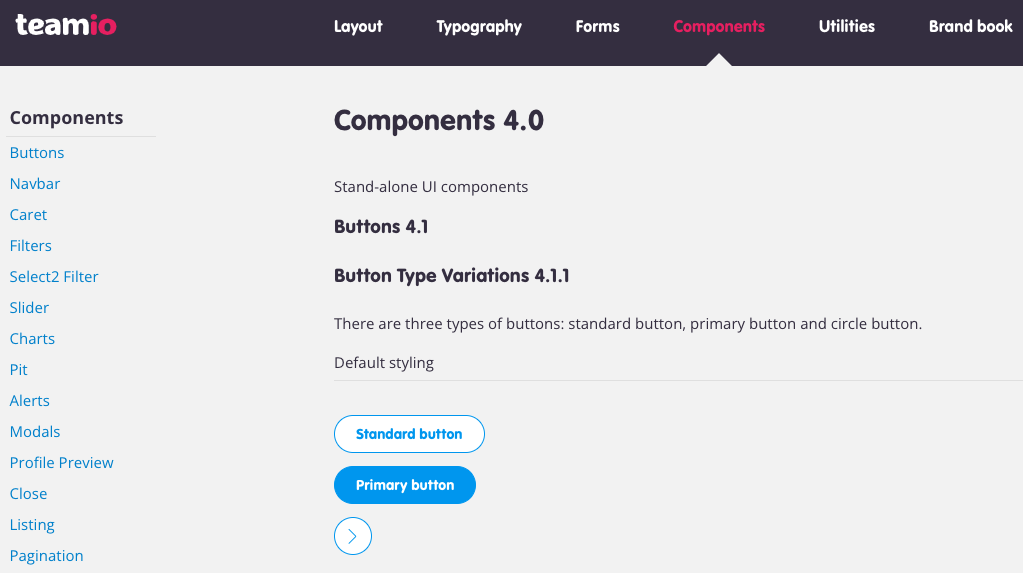 teamio
Layout Typography Forms Components Utilities Brand book
Components
Buttons
Navbar
Caret
Filters
Select2 Filter
Slider
Charts
Pit
Alerts
Modals
Profile Preview
Close
Listing
Pagination
Components 4.0
Stand-alone UI components
Buttons 4.1
Button Type Variations 4.1.1
There are three types of buttons: standard button, primary button and circle button.
Default styling
Standard button
Primary button